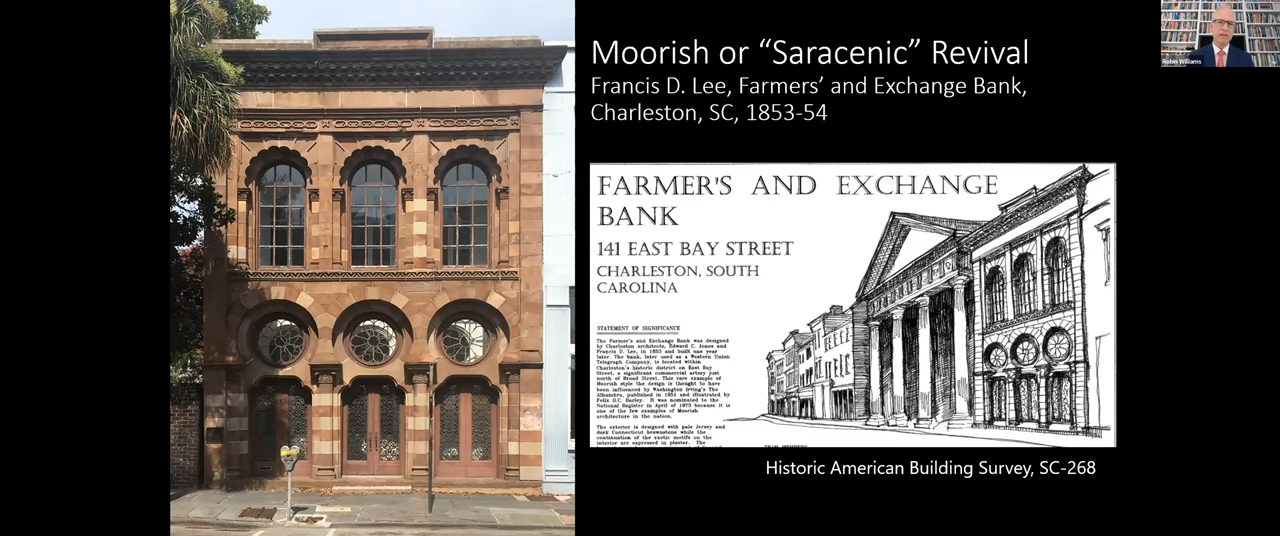 Moorish or “Saracenic” Revival
Francis D. Lee, Farmers’ and Exchange Bank,
Charleston, SC, 1853-54
Robin Williams
FARMER'S AND EXCHANGE
BANK
141 EAST BAY STREET
CHARLESTON, SOUTH
CAROLINA
STATEMENT OF SIGNIFICANCE
The Farmer's and Exchange Bank was designed
by Charleston architects, Edward C. Jones and
Francis D. Lee, in 1853 and built one year
later. The bank, later used as a Western Union
Telegraph Company, is located within
Charleston's historic district on East Bay
Street, a significant commercial artery just
north of Broad Street. This rare example of
Moorish style the design is thought to have
been influenced by Washington Irving's The
Alhambra, published in 1851 and illustrated by
Felix O.C. Darley. It was nominated to the
National Register in April of 1973 because it is
one of the few examples of Moorish
architecture in the nation.
The exterior is designed with pale Jersey and
dark Connecticut brownstone while the
continuation of the exotic motifs on the
interior are expressed in plaster. The
TEAM MEMBERS
Historic American Building Survey, SC-268